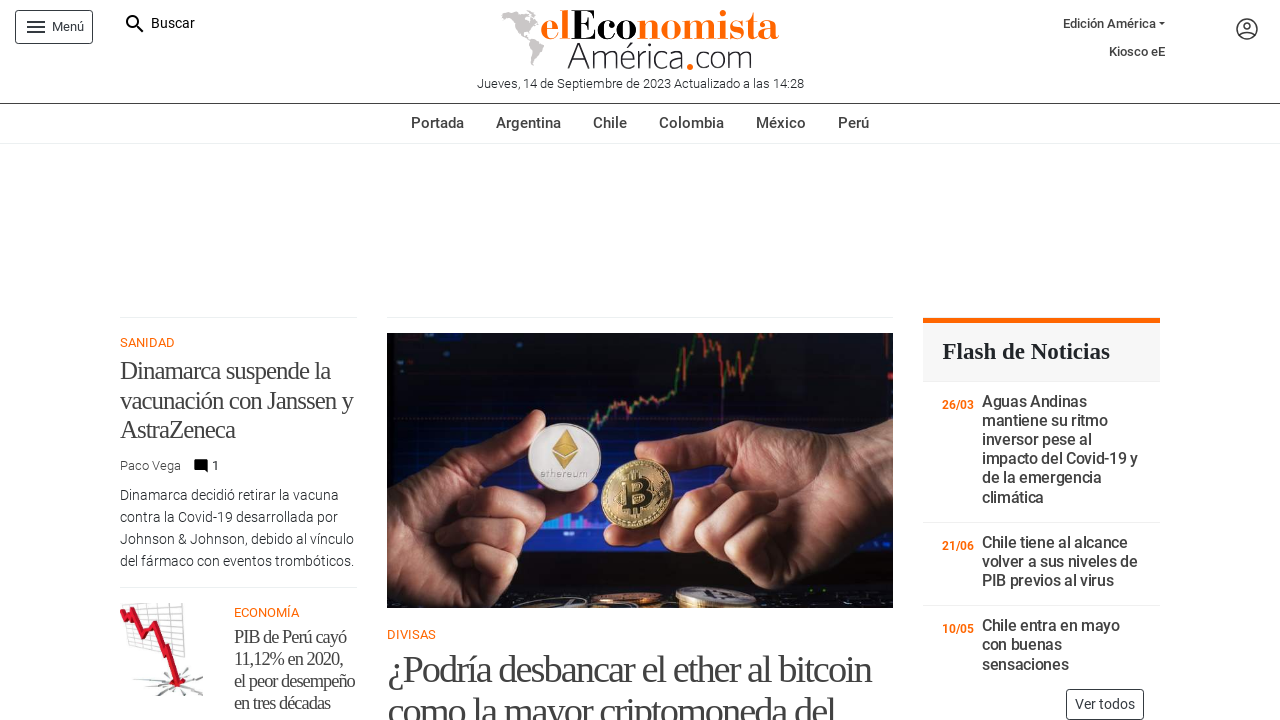 Menú
Buscar
elEconomista
América.com
Jueves, 14 de Septiembre de 2023 Actualizado a las 14:28
Edición América
Kiosco eE
Portada
Argentina
Chile
Colombia
México
Perú
SANIDAD
Dinamarca suspende la
vacunación con Janssen y
AstraZeneca
Paco Vega 1
Dinamarca decidió retirar la vacuna
contra la Covid-19 desarrollada por
Johnson & Johnson, debido al vínculo
del fármaco con eventos trombóticos.
ECONOMÍA
PIB de Perú cayó
11,12% en 2020,
el peor desempeño
en tres décadas
ethereum
DIVISAS
¿Podría desbancar el ether al bitcoin
como la mayor criptomoneda del
Flash de Noticias
26/03 Aguas Andinas
mantiene su ritmo
inversor pese al
impacto del Covid-19 y
de la emergencia
climática
21/06 Chile tiene al alcance
volver a sus niveles de
PIB previos al virus
10/05 Chile entra en mayo
con buenas
sensaciones
Ver todos